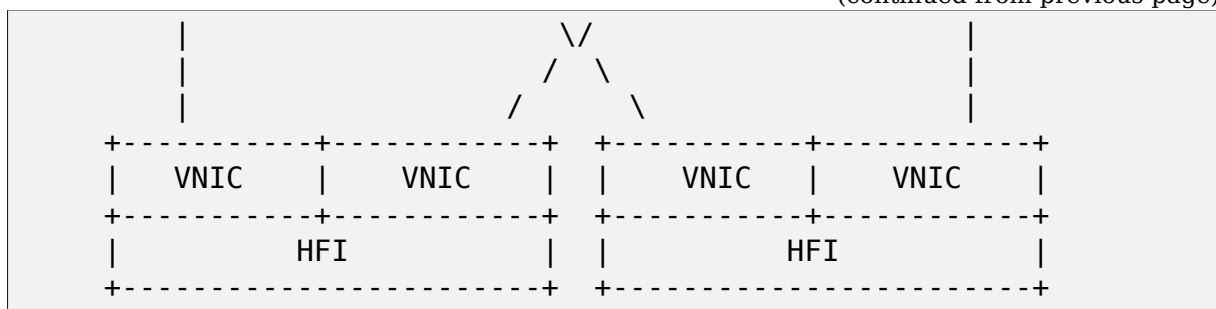 (continued from previous page)
     |                    \/                    |
     |                   /  \                   |
     |                 /      \                 |
 +-----------+------------+  +-----------+------------+
 |   VNIC    |    VNIC    |  |    VNIC   |    VNIC    |
 +-----------+------------+  +-----------+------------+
 |          HFI           |  |          HFI           |
 +------------------------+  +------------------------+